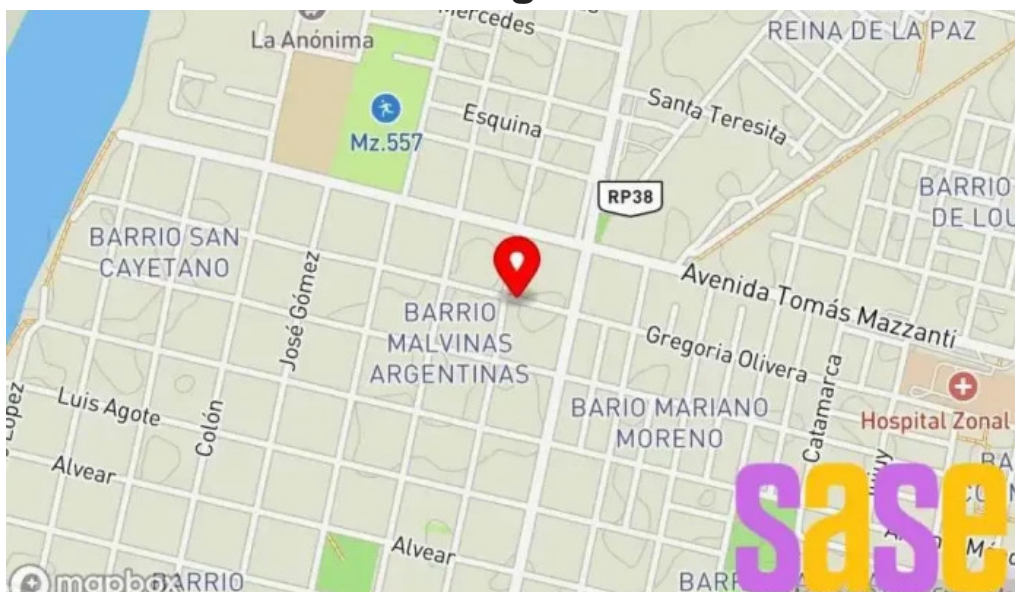 Mercedes
La Anónima
REINA DE LA PAZ
Esquina
Santa Teresita
Mz.557
RP38
BARRIO
DE LOU
BARRIO SAN
CAYETANO
José Gómez
Avenida Tomás Mazzanti
BARRIO
MALVINAS
ARGENTINAS
Gregoria Olivera
Catamarca
Luis Agote
Colón
BARIO MARIANO
MORENO
Hospital Zonal
Alvear
Alvear
sase
mapbox
BARRIO